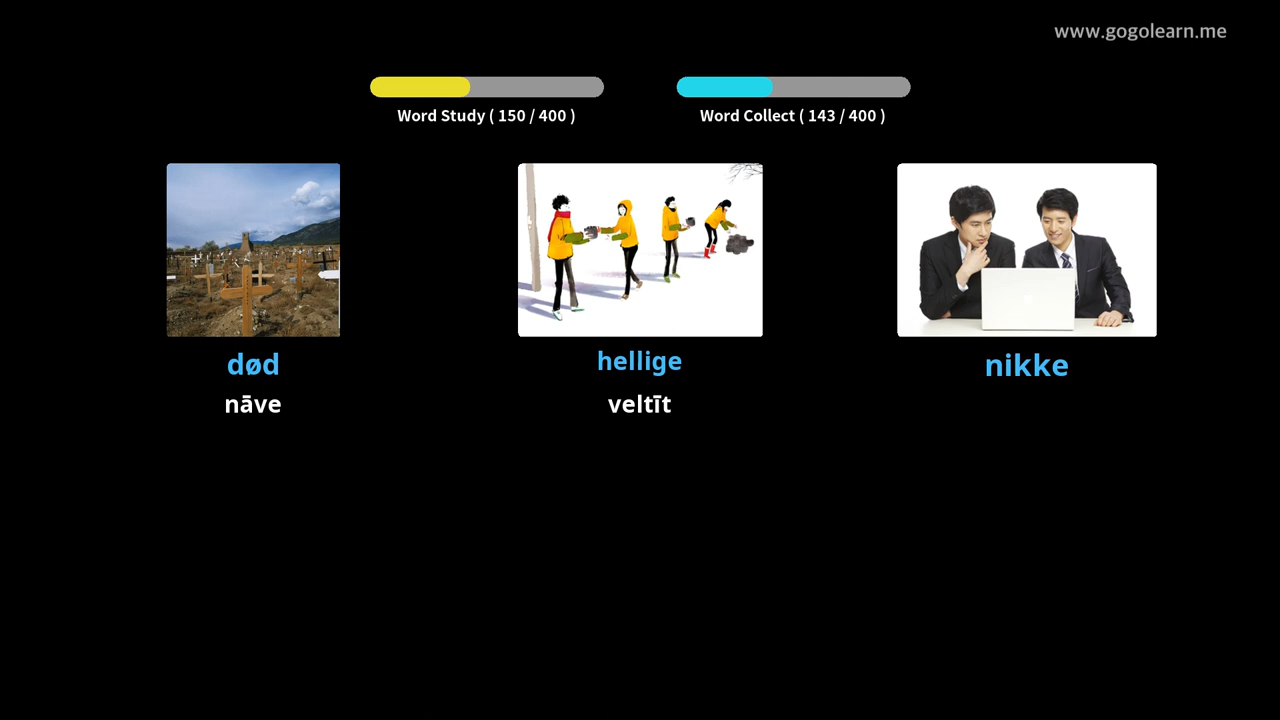 www.gogolearn.me
Word Study ( 150 / 400 )
Word Collect ( 143 / 400 )
død
hellige
nikke
nāve
veltīt